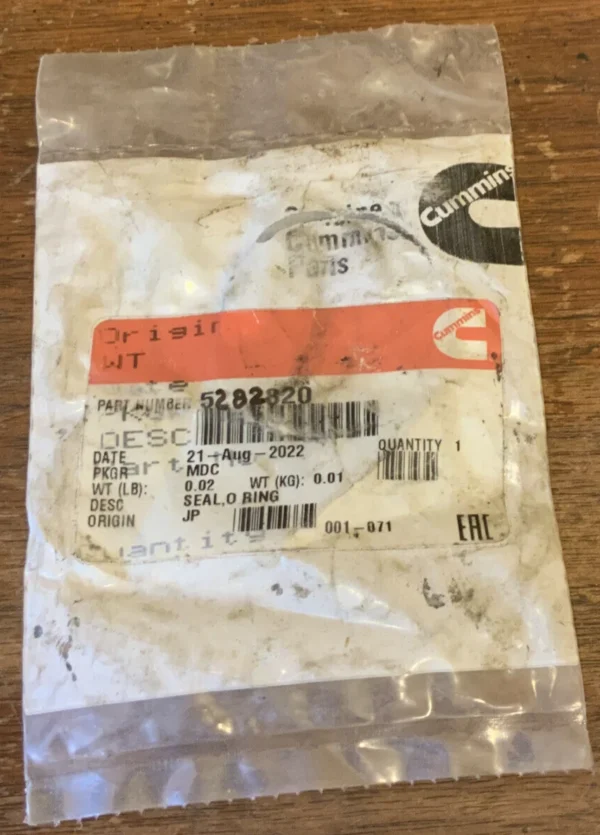 Cummins
Cummins
Parts
Origin
WT
Cummins
PART NUMBER 5282820
DESC
DATE 21-Aug-2022
QUANTITY 1
PKGR MDC
WT (LB): 0.02 WT (KG): 0.01
DESC SEAL,O RING
ORIGIN JP
001-071
EAC